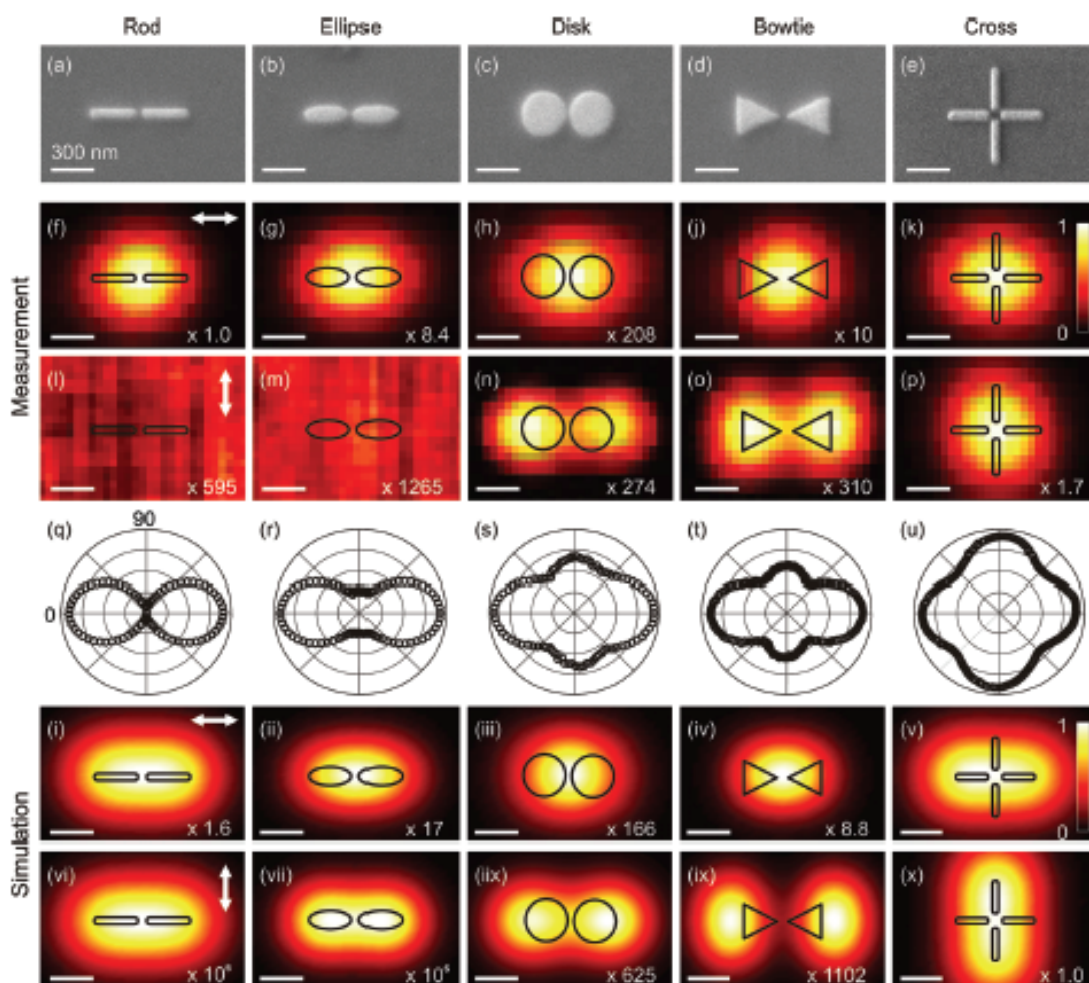 Rod Ellipse Disk Bowtie Cross
(a) (b) (c) (d) (e)
300 nm
Measurement
(f) (g) (h) (j) (k) 1
x 1.0 x 8.4 x 208 x 10 0
(l) (m) (n) (o) (p)
x 595 x 1265 x 274 x 310 x 1.7
(q) 90 (r) (s) (t) (u)
0
Simulation
(i) (ii) (iii) (iv) (v) 1
x 1.6 x 17 x 166 x 8.8 0
(vi) (vii) (iix) (ix) (x)
x 625 x 1102 x 1.0